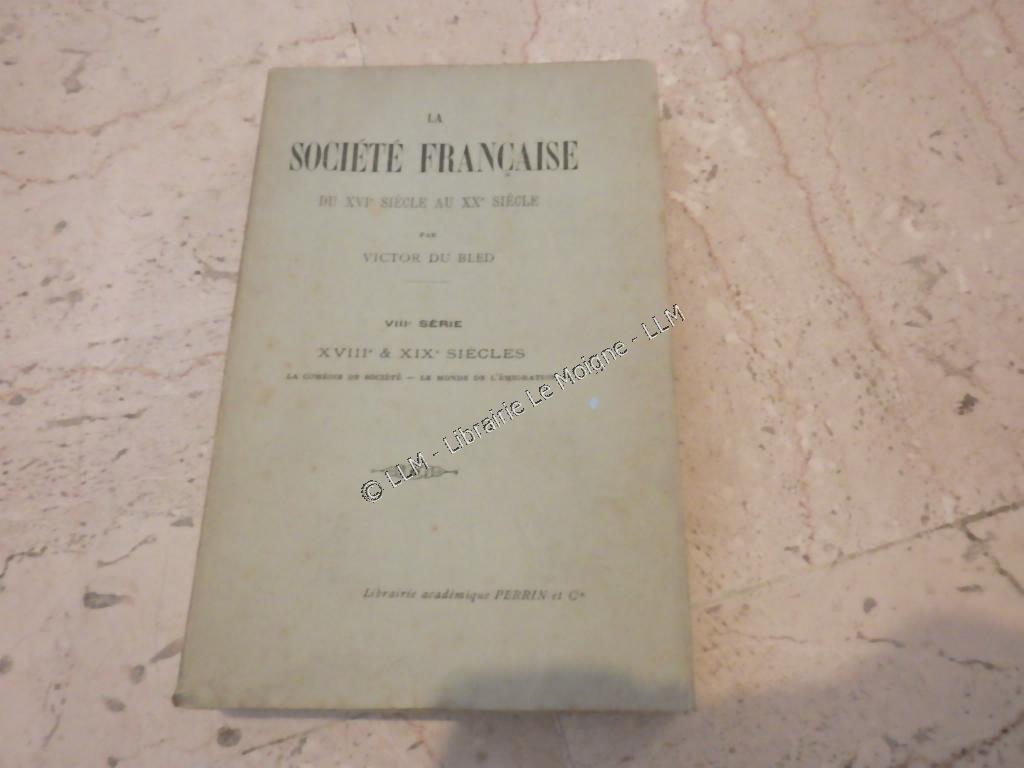 LA
SOCIÉTÉ FRANÇAISE
DU XVIᵉ SIÈCLE AU XXᵉ SIÈCLE
PAR
VICTOR DU BLED
VIIIᵉ SÉRIE
XVIIIᵉ & XIXᵉ SIÈCLES
LA COMÉDIE DE SOCIÉTÉ — LE MONDE DE L'ÉMIGRATION
© LLM - Librairie Le Moigne - LLM
Librairie académique PERRIN et Cⁱᵉ